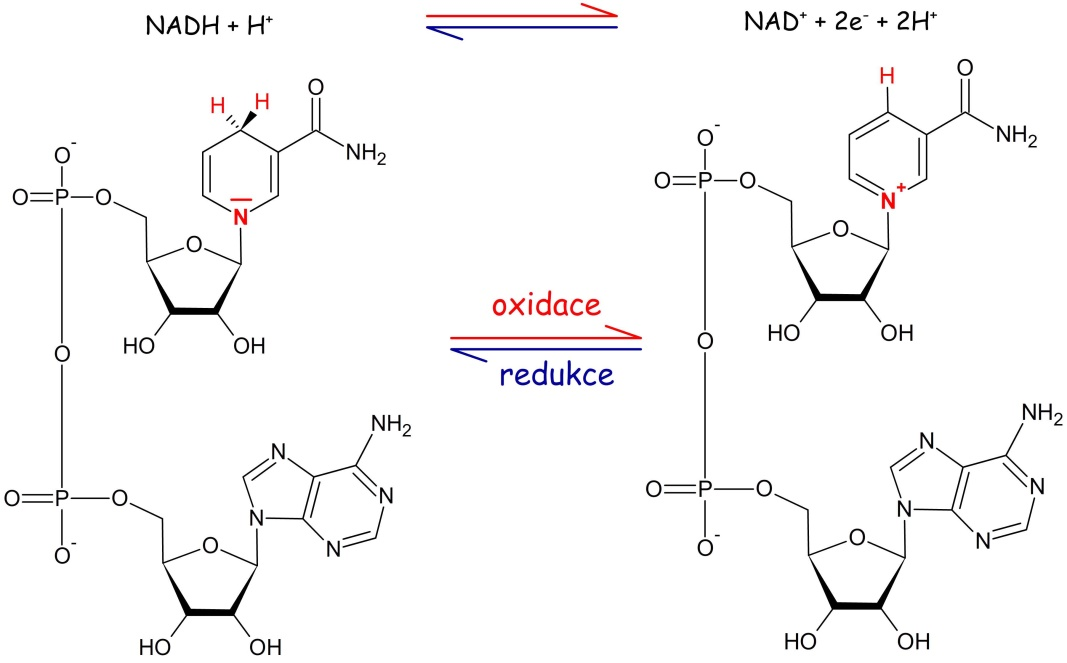 NADH + H⁺
NAD⁺ + 2e⁻ + 2H⁺
H H O
NH₂
O⁻
O P O
N
O
HO OH
O
NH₂
N N
O P O N N
O⁻ O
HO OH
oxidace
redukce
H O
NH₂
O⁻
O P O
N⁺
O
HO OH
O
NH₂
N N
O P O N N
O⁻ O
HO OH